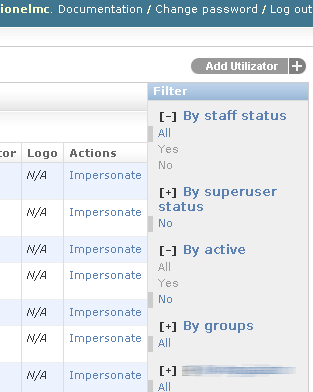 ionelmc. Documentation / Change password / Log out
Add Utilizator +
Filter
[-] By staff status
All
Yes
No
[+] By superuser
status
No
[-] By active
All
Yes
No
[+] By groups
All
[+]
All
tor Logo Actions
N/A Impersonate
N/A Impersonate
N/A Impersonate
N/A Impersonate
N/A Impersonate
N/A Impersonate
N/A Impersonate